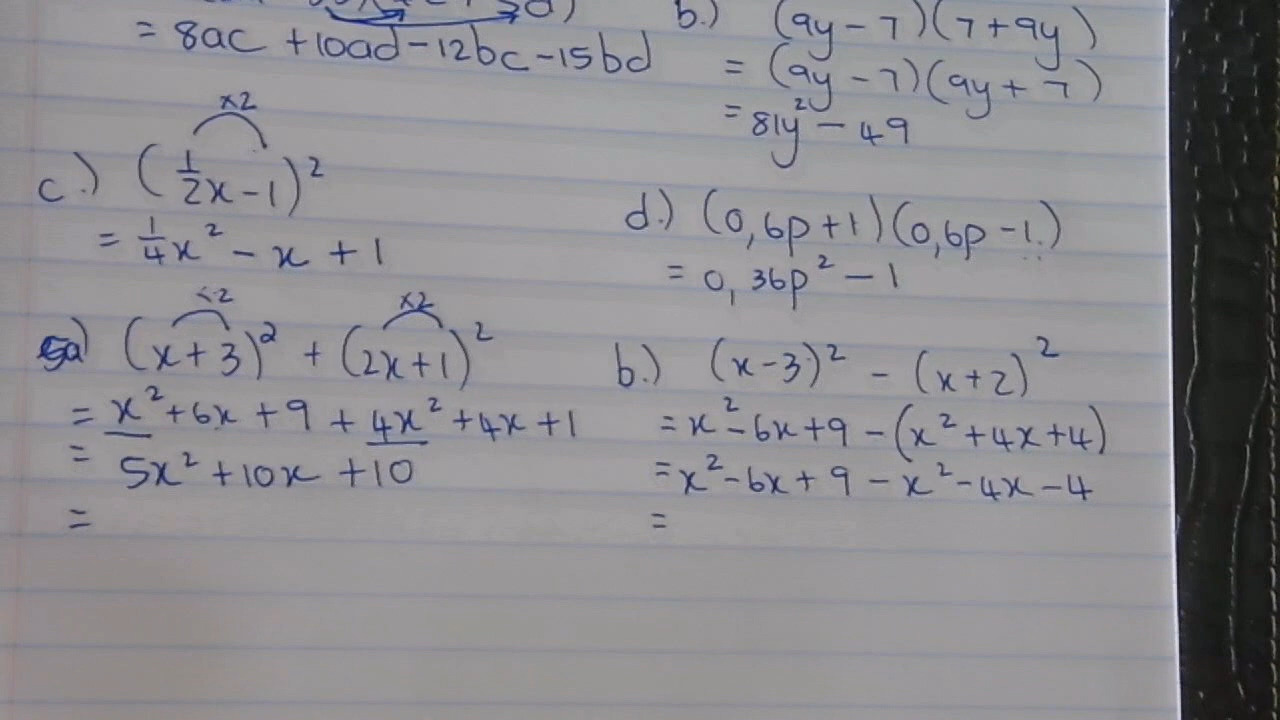 = 8ac + 10ad - 12bc - 15bd
b.) (9y - 7)(7 + 9y)
= (9y - 7)(9y + 7)
= 81y² - 49
×2
c.) (½x - 1)²
= ¼x² - x + 1
d.) (0,6p + 1)(0,6p - 1)
= 0,36p² - 1
×2 ×2
5a) (x + 3)² + (2x + 1)²
= x² + 6x + 9 + 4x² + 4x + 1
= 5x² + 10x + 10
=
b.) (x - 3)² - (x + 2)²
= x² - 6x + 9 - (x² + 4x + 4)
= x² - 6x + 9 - x² - 4x - 4
=